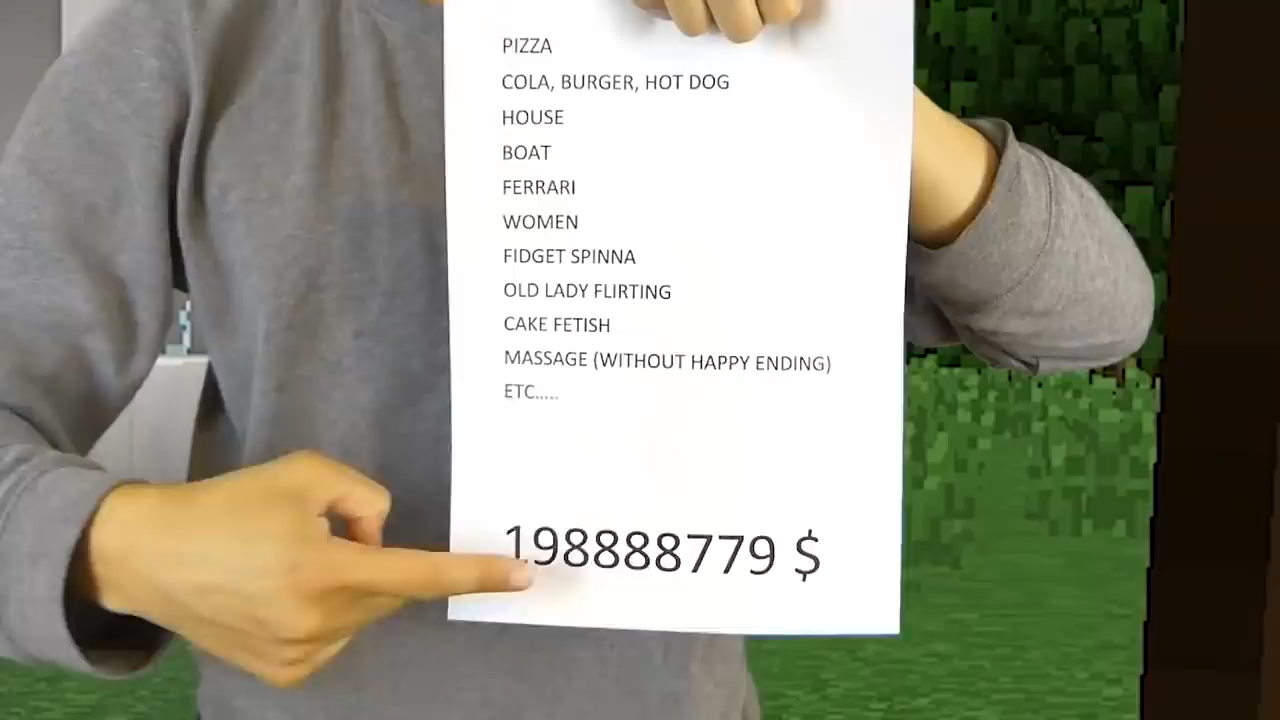 PIZZA
COLA, BURGER, HOT DOG
HOUSE
BOAT
FERRARI
WOMEN
FIDGET SPINNA
OLD LADY FLIRTING
CAKE FETISH
MASSAGE (WITHOUT HAPPY ENDING)
ETC.....
198888779 $